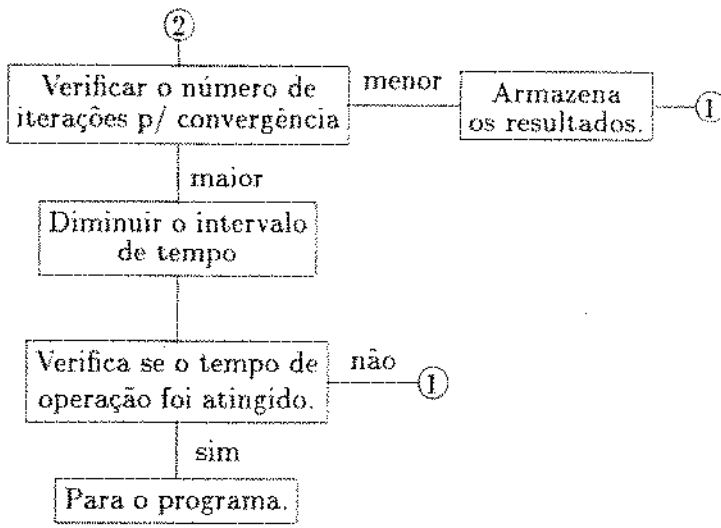 2
Verificar o número de
iterações p/ convergência
menor
Armazena
os resultados.
1
maior
Diminuir o intervalo
de tempo
Verifica se o tempo de
operação foi atingido.
não
1
sim
Para o programa.